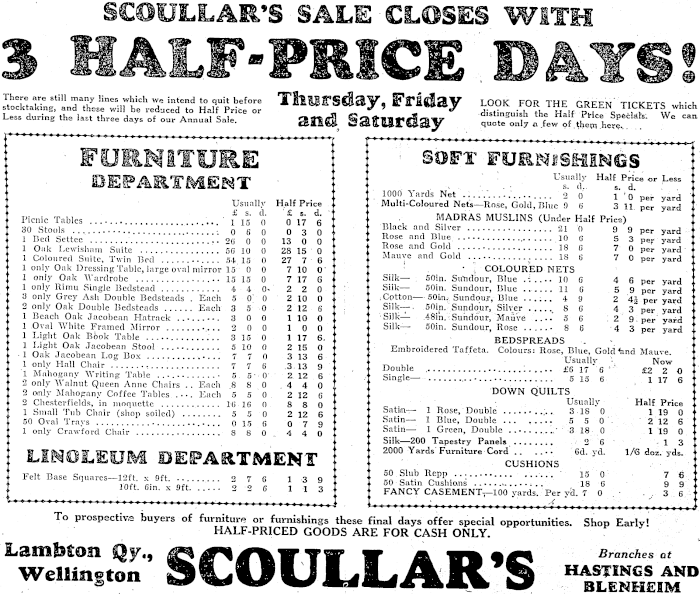 SCOULLAR'S SALE CLOSES WITH
3 HALF-PRICE DAYS!
There are still many lines which we intend to quit before
stocktaking, and these will be reduced to Half Price or
Less during the last three days of our Annual Sale.
Thursday, Friday
and Saturday
LOOK FOR THE GREEN TICKETS which
distinguish the Half Price Specials. We can
quote only a few of them here.
FURNITURE
DEPARTMENT
Usually Half Price
£ s. d. £ s. d.
Picnic Tables 1 15 0 0 17 6
30 Stools 0 6 0 0 3 0
1 Bed Settee 26 0 0 13 0 0
1 Oak Lewisham Suite 56 10 0 28 15 0
1 Coloured Suite, Twin Bed 54 15 0 27 7 6
1 only Oak Dressing Table, large oval mirror 15 0 0 7 10 0
1 only Oak Wardrobe 15 15 0 7 17 6
1 only Rimu Single Bedstead 4 4 0 2 2 0
3 only Grey Ash Double Bedsteads . Each 5 0 0 2 10 0
2 only Oak Double Bedsteads Each 3 5 0 2 12 6
1 Beach Oak Jacobean Hatrack 3 0 0 1 10 0
1 Oval White Framed Mirror 2 0 0 1 0 0
1 Light Oak Book Table 3 15 0 1 17 6
1 Light Oak Jacobean Stool 5 10 0 2 15 0
1 Oak Jacobean Log Box 7 7 0 3 13 6
1 only Hall Chair 7 7 0 3 13 9
1 Mahogany Writing Table 5 5 0 2 12 6
2 only Walnut Queen Anne Chairs .. Each 8 8 0 4 4 0
2 only Mahogany Coffee Tables ... Each 5 5 0 2 12 6
2 Chesterfields, in moquette 16 16 0 8 8 0
1 Small Tub Chair (shop soiled) 5 5 0 2 12 6
50 Oval Trays 0 15 6 0 7 9
1 only Crawford Chair 8 8 0 4 4 0
LINOLEUM DEPARTMENT
Felt Base Squares—12ft. x 9ft. 2 7 6 1 3 9
10ft. 6in. x 9ft. 2 2 6 1 1 3
SOFT FURNISHINGS
Usually Half Price or Less
s. d. s. d.
1000 Yards Net 2 0 1 0 per yard
Multi-Coloured Nets—Rose, Gold, Blue 9 6 3 11 per yard
MADRAS MUSLINS (Under Half Price)
Black and Silver 21 0 9 9 per yard
Rose and Blue 10 6 5 3 per yard
Rose and Gold 18 6 7 0 per yard
Mauve and Gold 18 6 7 0 per yard
COLOURED NETS
Silk— 50in. Sundour, Blue 10 6 4 6 per yard
Silk— 50in. Sundour, Blue 11 6 5 9 per yard
Cotton— 50in. Sundour, Blue 4 9 2 4½ per yard
Silk— 50in. Sundour, Silver 8 6 4 3 per yard
Silk— 48in. Sundour, Mauve 5 6 2 9 per yard
Silk— 50in. Sundour, Rose 8 6 4 3 per yard
BEDSPREADS
Embroidered Taffeta. Colours: Rose, Blue, Gold and Mauve.
Usually Now
Double £6 17 6 £2 2 0
Single— 5 15 6 1 17 6
DOWN QUILTS
Usually Half Price
Satin— 1 Rose, Double 3 18 0 1 19 0
Satin— 1 Blue, Double 5 5 0 2 12 6
Satin— 1 Green, Double 3 18 0 1 19 0
Silk—200 Tapestry Panels 2 6 1 3
2000 Yards Furniture Cord 6d. yd. 1/6 doz. yds.
CUSHIONS
50 Slub Repp 15 0 7 6
50 Satin Cushions 18 6 9 9
FANCY CASEMENT,—100 yards. Per yd. 7 0 3 6
To prospective buyers of furniture or furnishings these final days offer special opportunities. Shop Early!
HALF-PRICED GOODS ARE FOR CASH ONLY.
Lambton Qy.,
Wellington
SCOULLAR'S
Branches at
HASTINGS AND
BLENHEIM